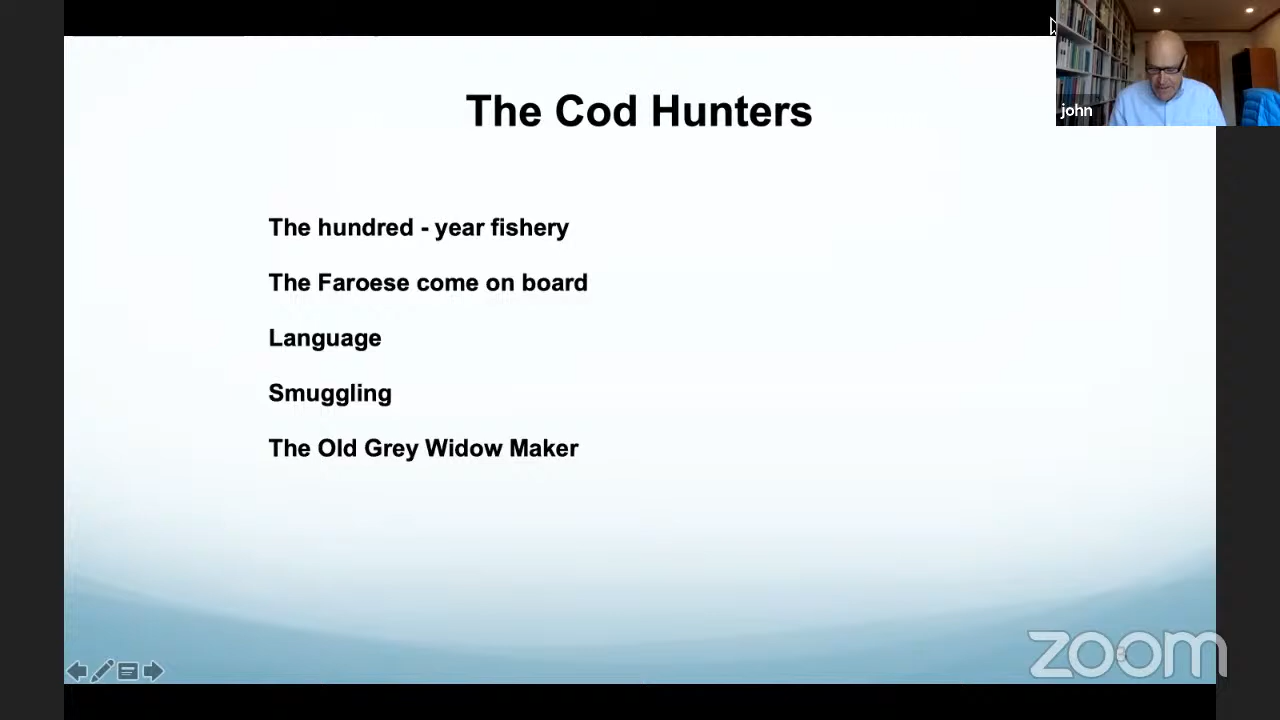 The Cod Hunters
john
The hundred - year fishery
The Faroese come on board
Language
Smuggling
The Old Grey Widow Maker
zoom